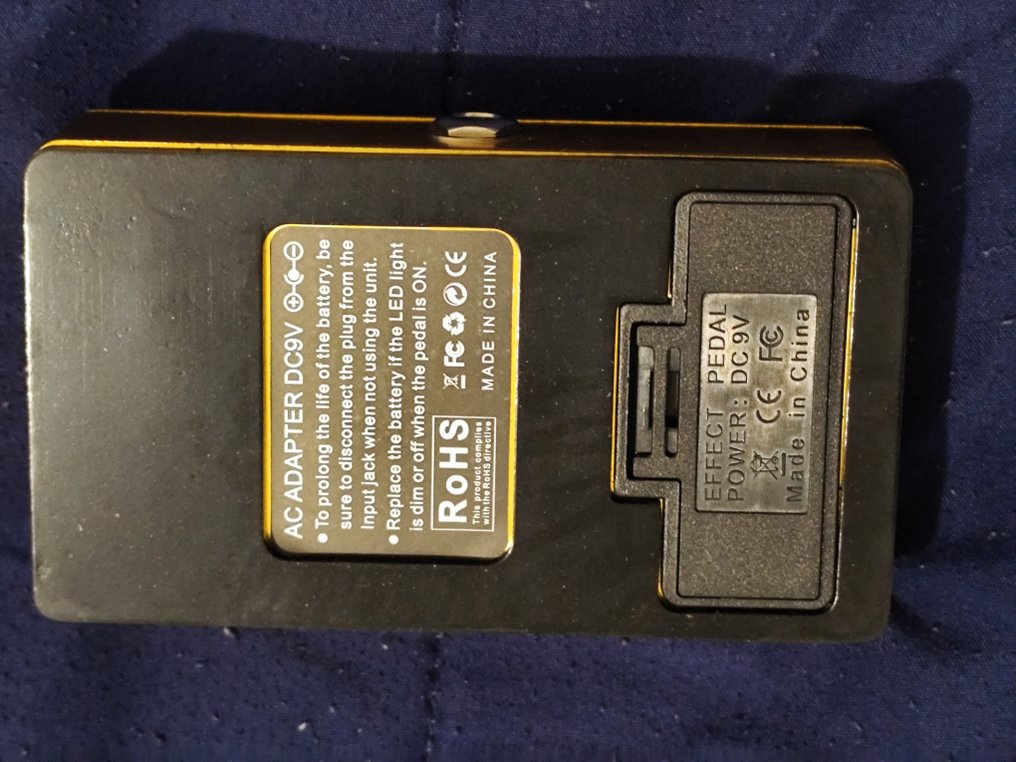 AC ADAPTER DC9V
● To prolong the life of the battery, be
sure to disconnect the plug from the
Input jack when not using the unit.
● Replace the battery if the LED light
is dim or off when the pedal is ON.
RoHS
This product complies
with the RoHS directive
FC CE
MADE IN CHINA
EFFECT PEDAL
POWER: DC 9V
CE FC
Made in China